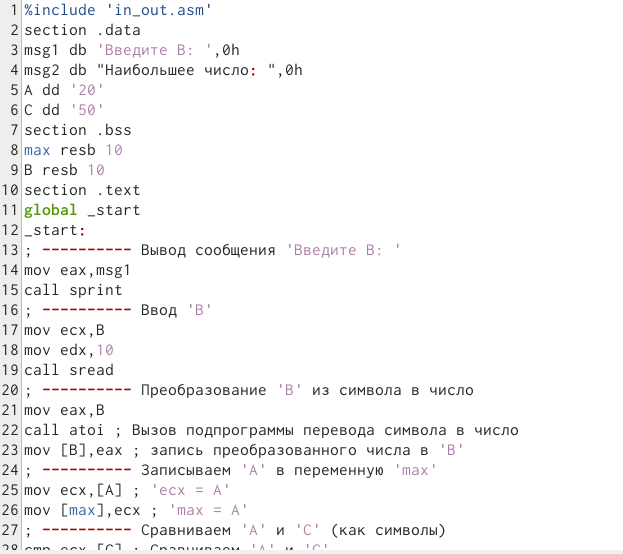 1 %include 'in_out.asm'
2 section .data
3 msg1 db 'Введите B: ',0h
4 msg2 db "Наибольшее число: ",0h
5 A dd '20'
6 C dd '50'
7 section .bss
8 max resb 10
9 B resb 10
10 section .text
11 global _start
12 _start:
13 ; ---------- Вывод сообщения 'Введите B: '
14 mov eax,msg1
15 call sprint
16 ; ---------- Ввод 'B'
17 mov ecx,B
18 mov edx,10
19 call sread
20 ; ---------- Преобразование 'B' из символа в число
21 mov eax,B
22 call atoi ; Вызов подпрограммы перевода символа в число
23 mov [B],eax ; запись преобразованного числа в 'B'
24 ; ---------- Записываем 'A' в переменную 'max'
25 mov ecx,[A] ; 'ecx = A'
26 mov [max],ecx ; 'max = A'
27 ; ---------- Сравниваем 'A' и 'C' (как символы)
28 cmp ecx,[C] ; Сравниваем 'A' и 'C'